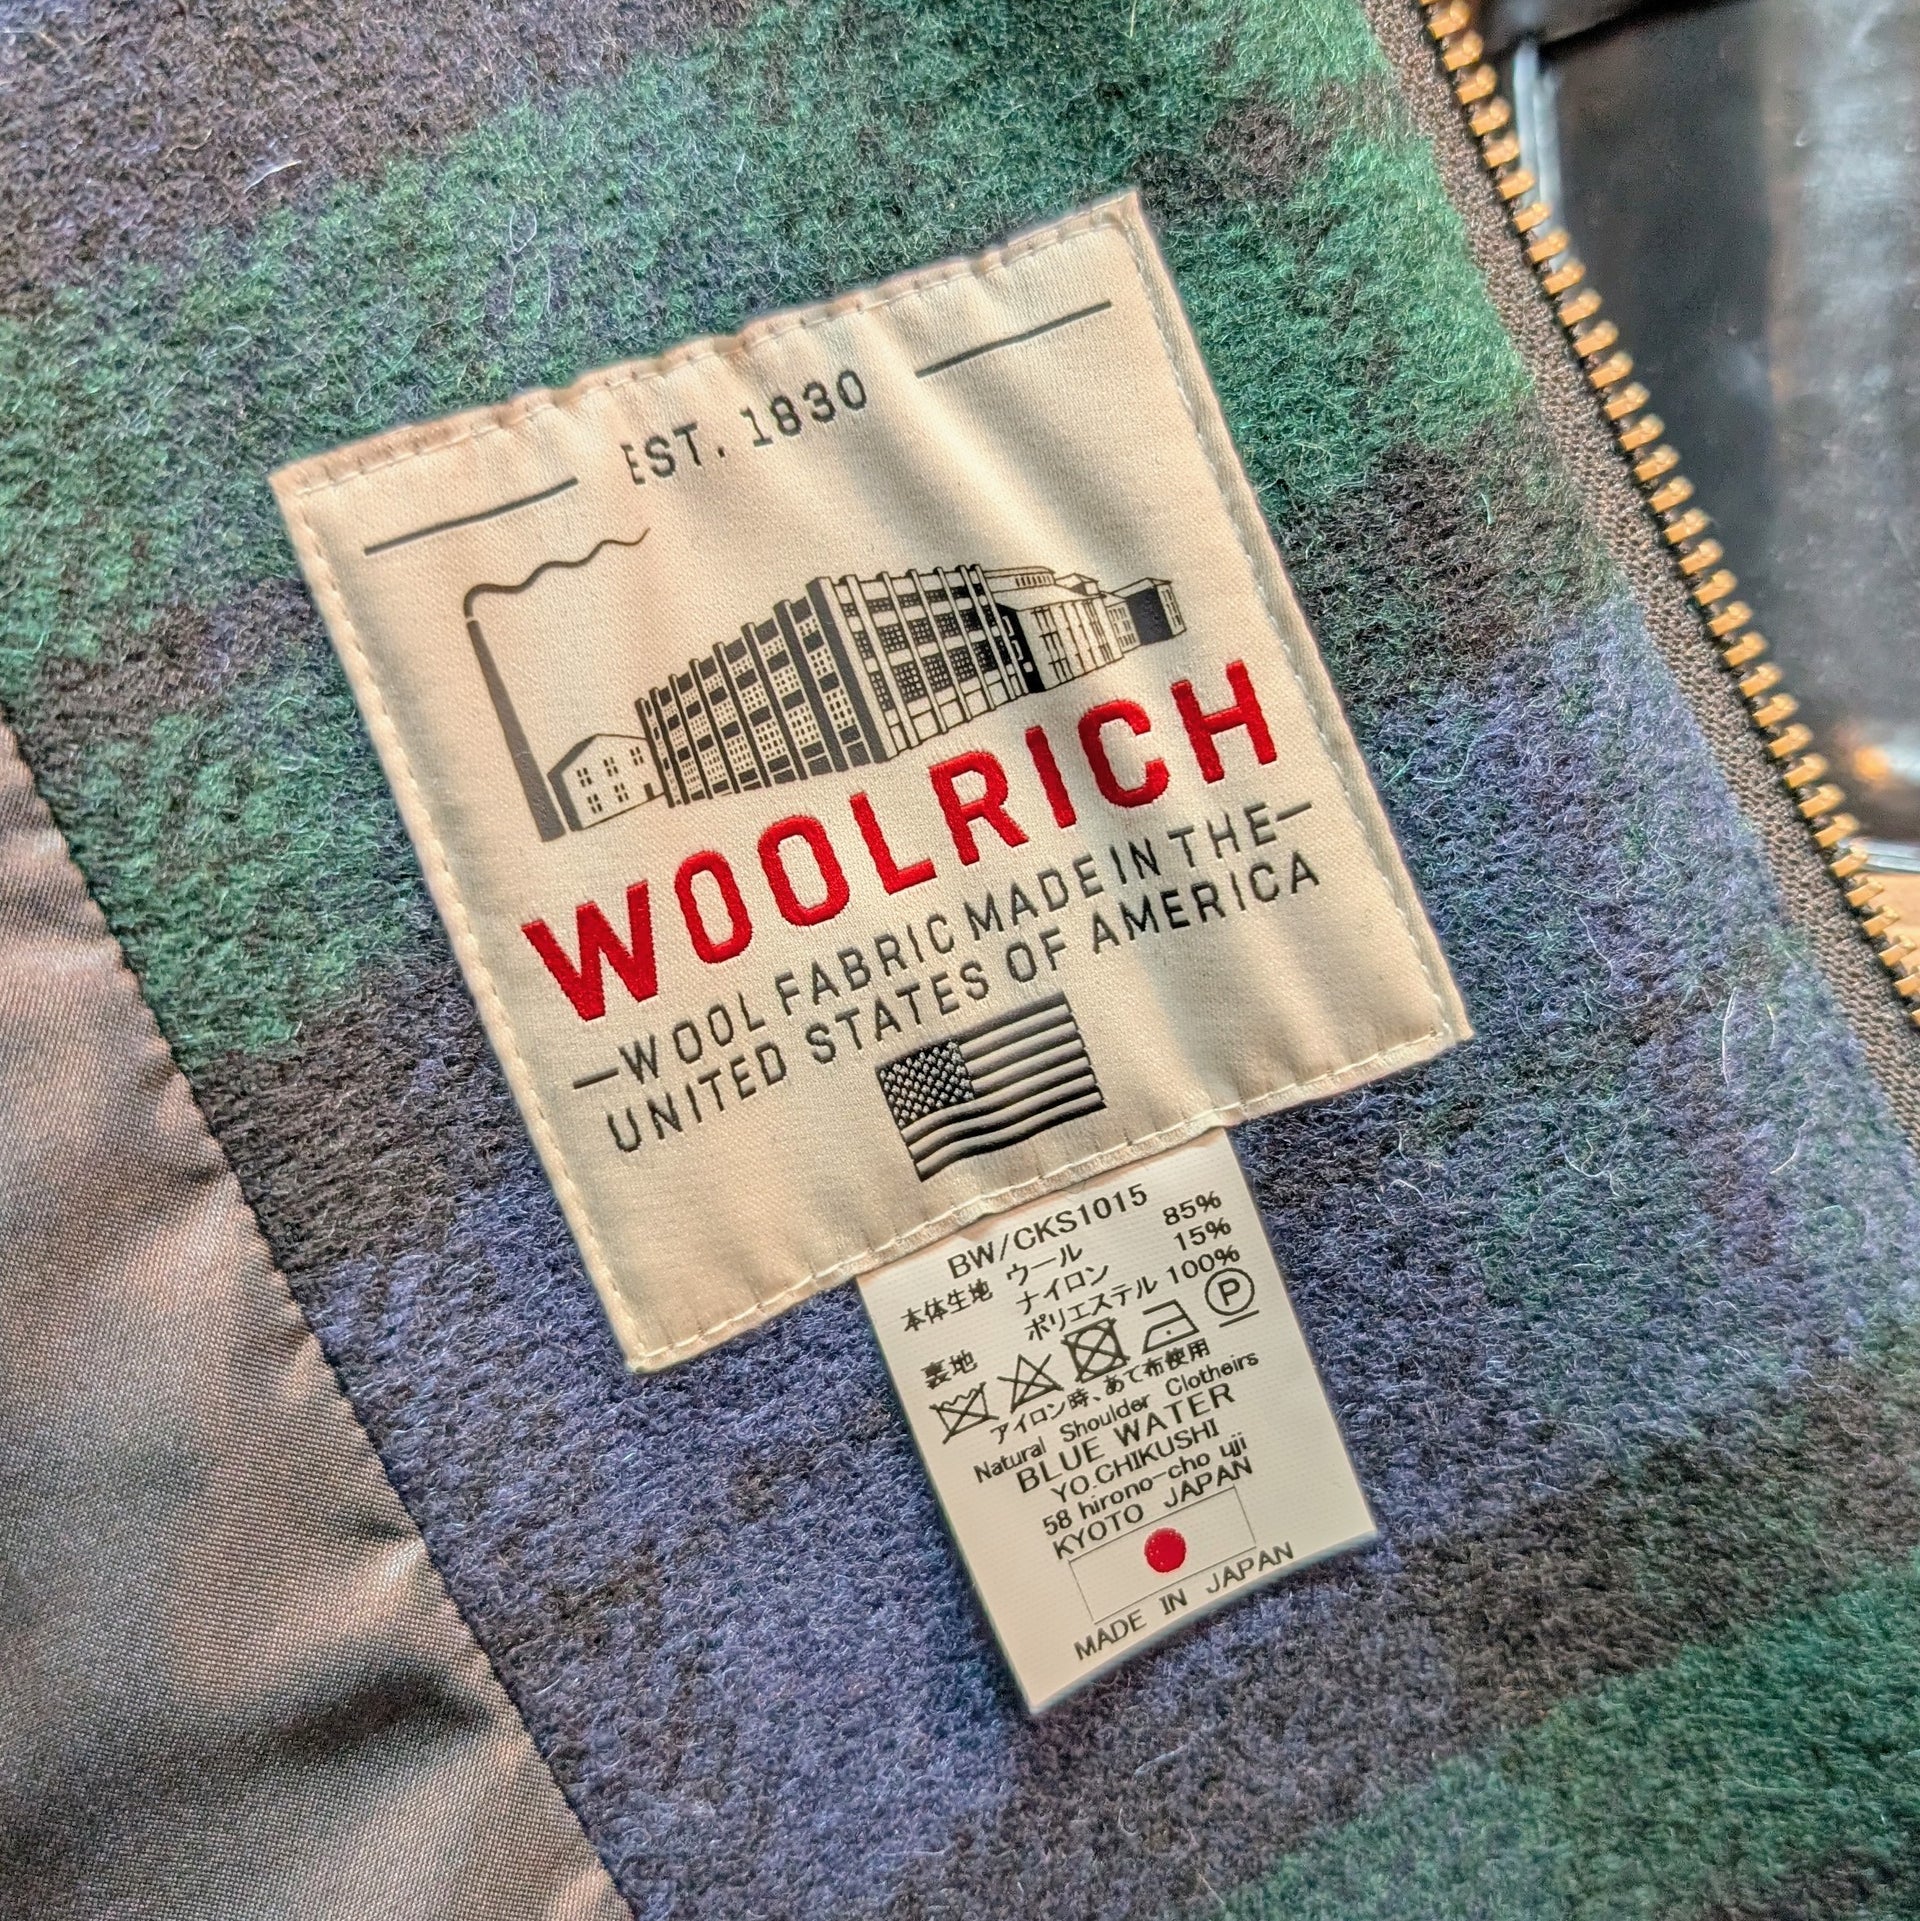 EST. 1830
WOOLRICH
—WOOL FABRIC MADE IN THE—
UNITED STATES OF AMERICA
BW/CKS1015
本体生地 ウール 85%
ナイロン 15%
裏地 ポリエステル 100%
P
アイロン時、あて布使用
Natural Shoulder Clotheirs
BLUE WATER
YO.CHIKUSHI
58 hirono-cho uji
KYOTO JAPAN
MADE IN JAPAN